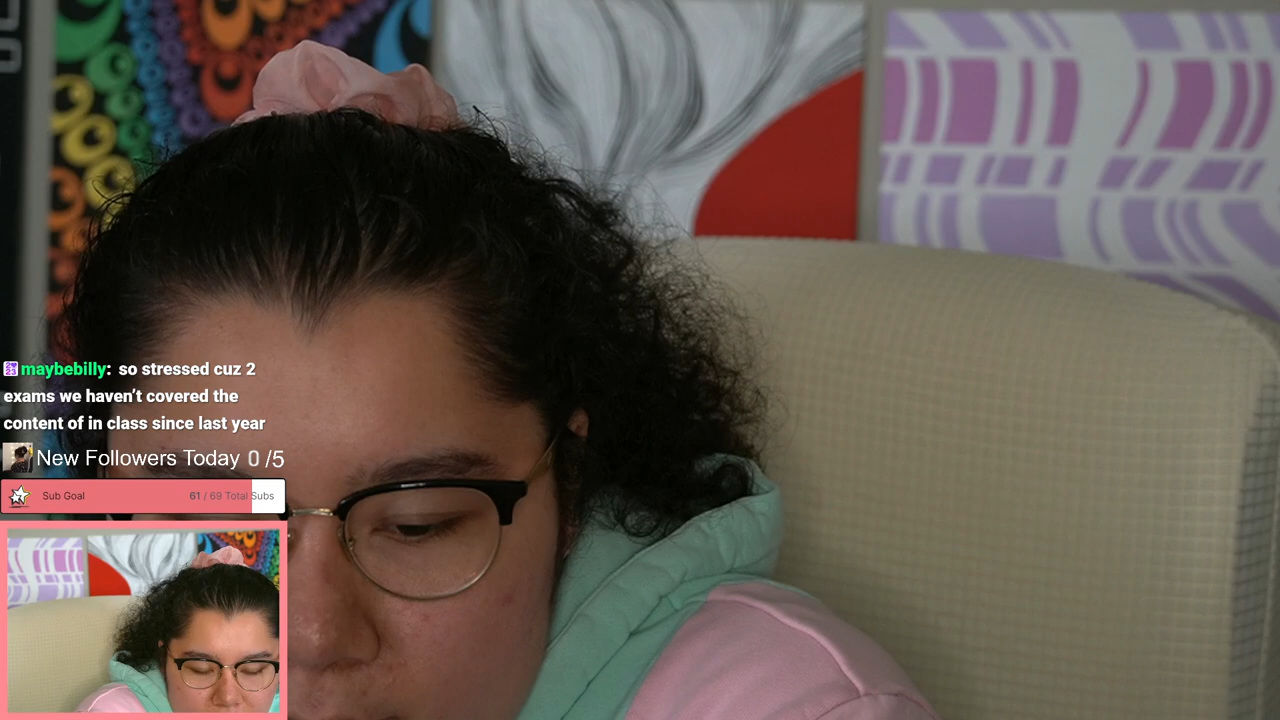 maybebilly: so stressed cuz 2
exams we haven't covered the
content of in class since last year
New Followers Today 0 /5
Sub Goal 61 / 69 Total Subs